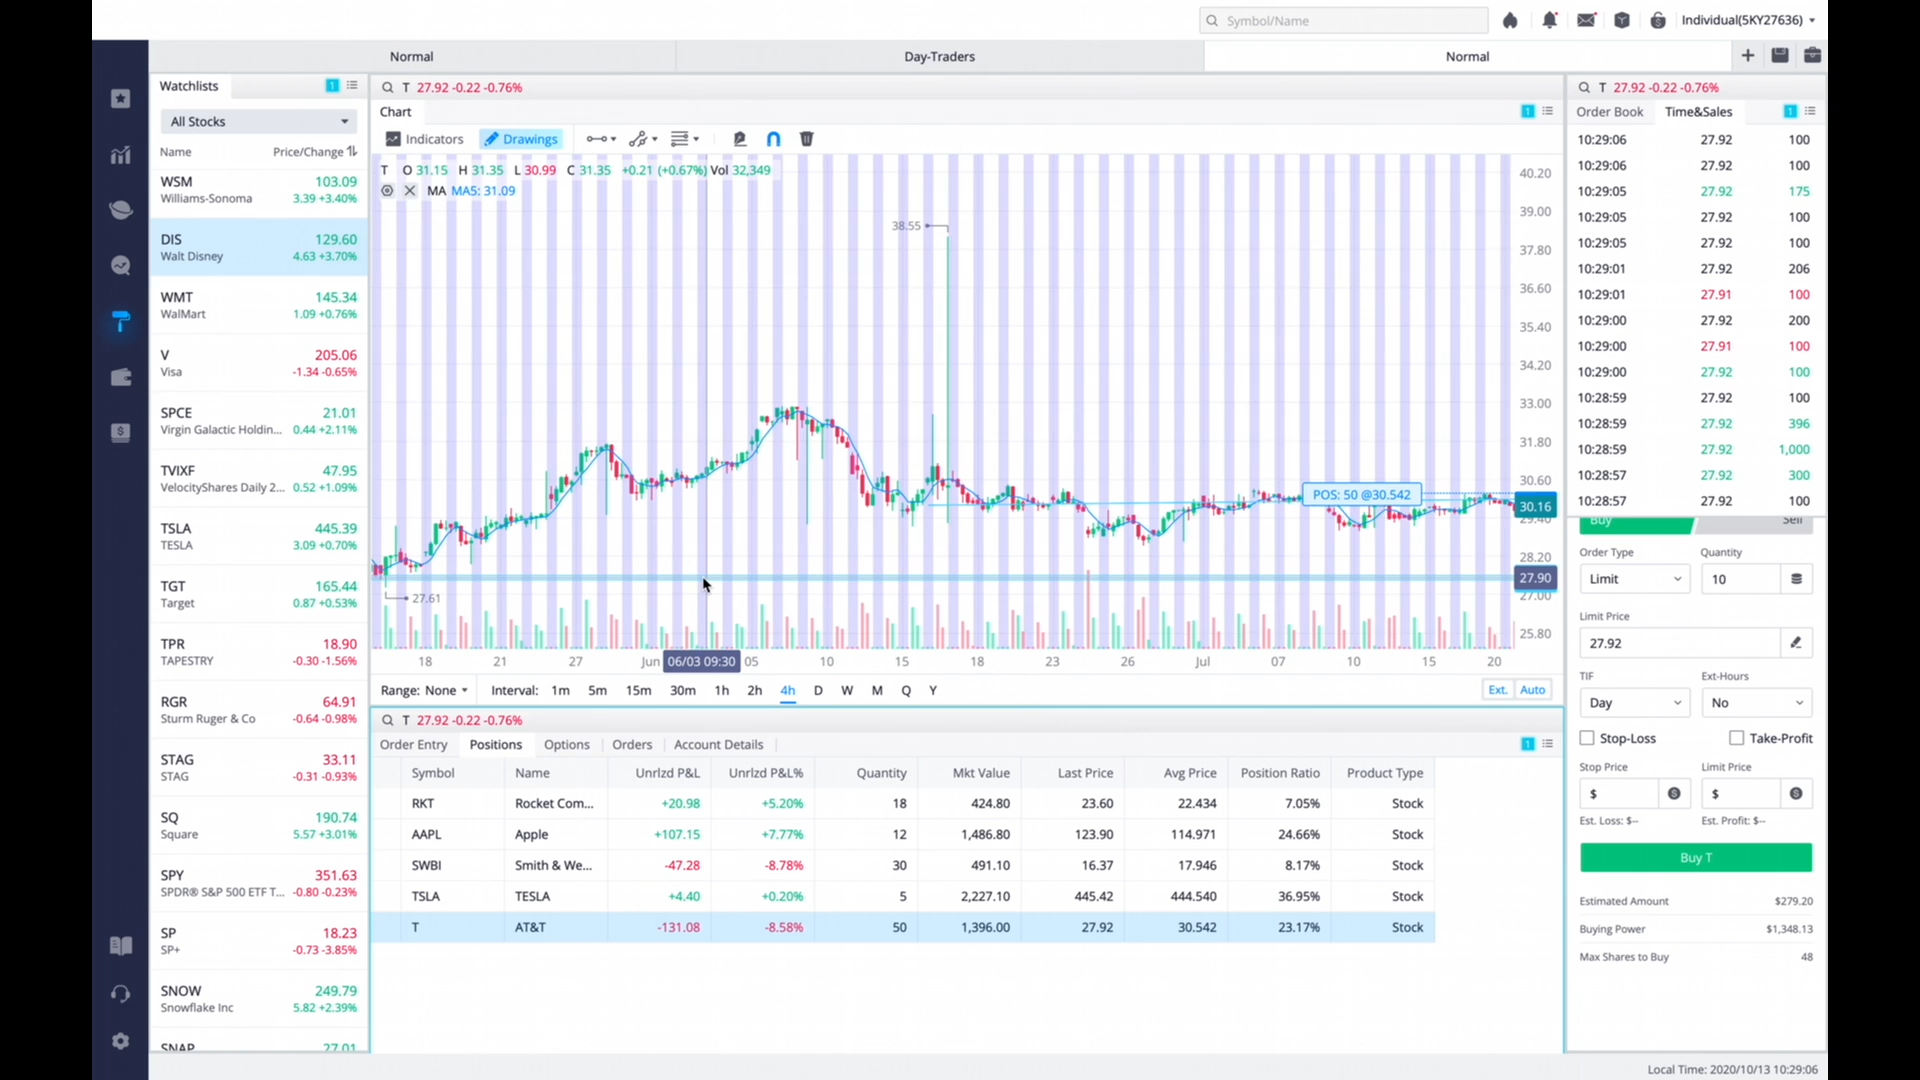 Symbol/Name
Individual(5KY27636)
Normal
Day-Traders
Normal
Watchlists
1
All Stocks
Name Price/Change
WSM 103.09
Williams-Sonoma 3.39 +3.40%
DIS 129.60
Walt Disney 4.63 +3.70%
WMT 145.34
WalMart 1.09 +0.76%
V 205.06
Visa -1.34 -0.65%
SPCE 21.01
Virgin Galactic Holdin... 0.44 +2.11%
TVIXF 47.95
VelocityShares Daily 2... 0.52 +1.09%
TSLA 445.39
TESLA 3.09 +0.70%
TGT 165.44
Target 0.87 +0.53%
TPR 18.90
TAPESTRY -0.30 -1.56%
RGR 64.91
Sturm Ruger & Co -0.64 -0.98%
STAG 33.11
STAG -0.31 -0.93%
SQ 190.74
Square 5.57 +3.01%
SPY 351.63
SPDR® S&P 500 ETF T... -0.80 -0.23%
SP 18.23
SP+ -0.73 -3.85%
SNOW 249.79
Snowflake Inc 5.82 +2.39%
SNAP 27.01
T 27.92 -0.22 -0.76%
Chart
1
Indicators Drawings
T O 31.15 H 31.35 L 30.99 C 31.35 +0.21 (+0.67%) Vol 32,349
MA MA5: 31.09
38.55
27.61
POS: 50 @30.542
40.20
39.00
37.80
36.60
35.40
34.20
33.00
31.80
30.60
30.16
29.40
28.20
27.90
27.00
25.80
18 21 27 Jun 06/03 09:30 05 10 15 18 23 26 Jul 07 10 15 20
Range: None Interval: 1m 5m 15m 30m 1h 2h 4h D W M Q Y Ext. Auto
T 27.92 -0.22 -0.76%
Order Entry Positions Options Orders Account Details
1
Symbol Name Unrlzd P&L Unrlzd P&L% Quantity Mkt Value Last Price Avg Price Position Ratio Product Type
RKT Rocket Com... +20.98 +5.20% 18 424.80 23.60 22.434 7.05% Stock
AAPL Apple +107.15 +7.77% 12 1,486.80 123.90 114.971 24.66% Stock
SWBI Smith & We... -47.28 -8.78% 30 491.10 16.37 17.946 8.17% Stock
TSLA TESLA +4.40 +0.20% 5 2,227.10 445.42 444.540 36.95% Stock
T AT&T -131.08 -8.58% 50 1,396.00 27.92 30.542 23.17% Stock
T 27.92 -0.22 -0.76%
Order Book Time&Sales
1
10:29:06 27.92 100
10:29:06 27.92 100
10:29:05 27.92 175
10:29:05 27.92 100
10:29:05 27.92 100
10:29:01 27.92 206
10:29:01 27.91 100
10:29:00 27.92 200
10:29:00 27.91 100
10:29:00 27.92 100
10:28:59 27.92 100
10:28:59 27.92 396
10:28:59 27.92 1,000
10:28:57 27.92 300
10:28:57 27.92 100
Buy Sell
Order Type Quantity
Limit 10
Limit Price
27.92
TIF Ext-Hours
Day No
Stop-Loss Take-Profit
Stop Price Limit Price
$ $
Est. Loss: $-- Est. Profit: $--
Buy T
Estimated Amount $279.20
Buying Power $1,348.13
Max Shares to Buy 48
Local Time: 2020/10/13 10:29:06